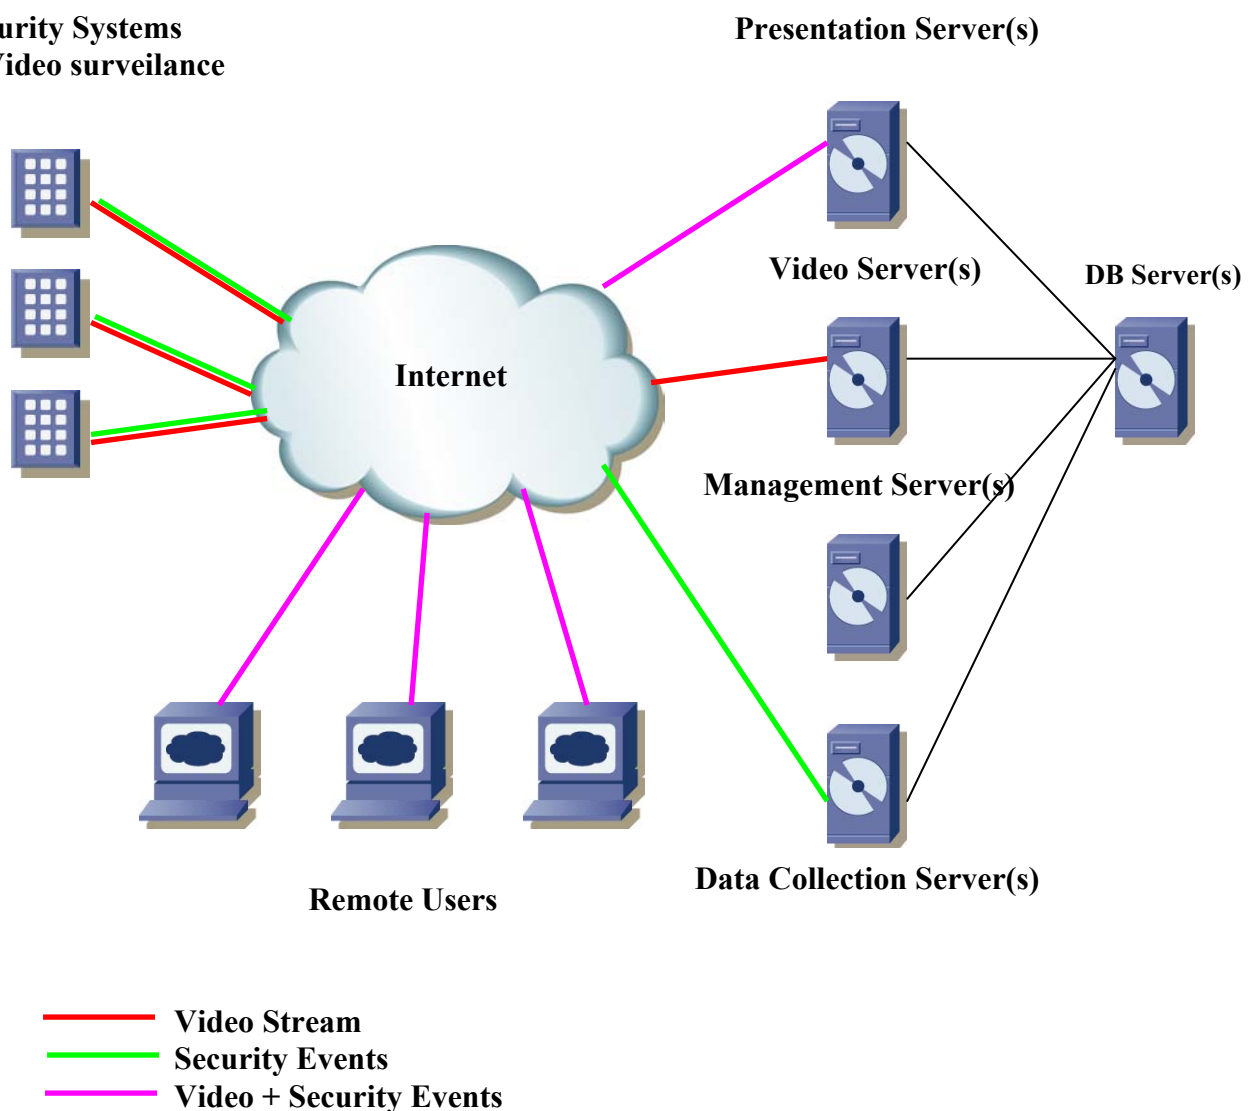 urity Systems
Video surveilance
Presentation Server(s)
Video Server(s)
DB Server(s)
Internet
Management Server(s)
Data Collection Server(s)
Remote Users
Video Stream
Security Events
Video + Security Events